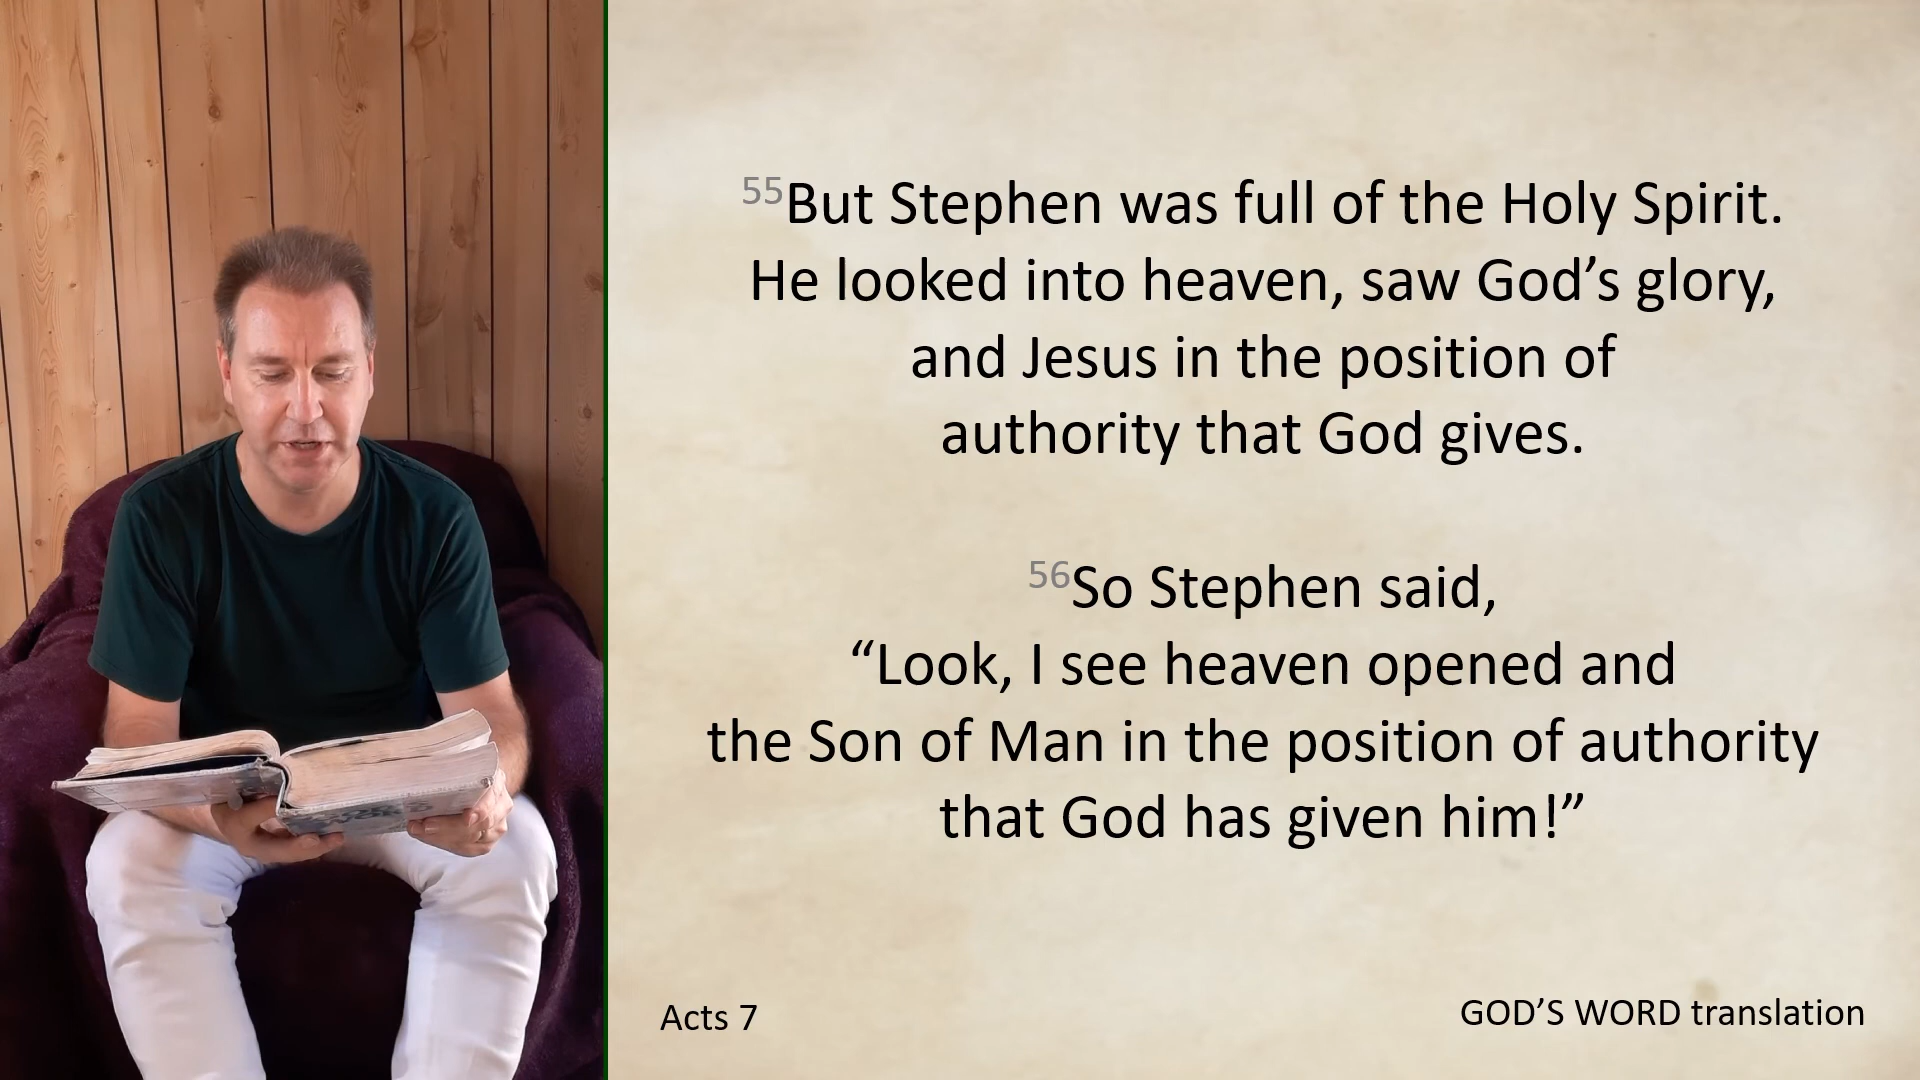 55But Stephen was full of the Holy Spirit.
He looked into heaven, saw God’s glory,
and Jesus in the position of
authority that God gives.
56So Stephen said,
“Look, I see heaven opened and
the Son of Man in the position of authority
that God has given him!”
Acts 7
GOD’S WORD translation